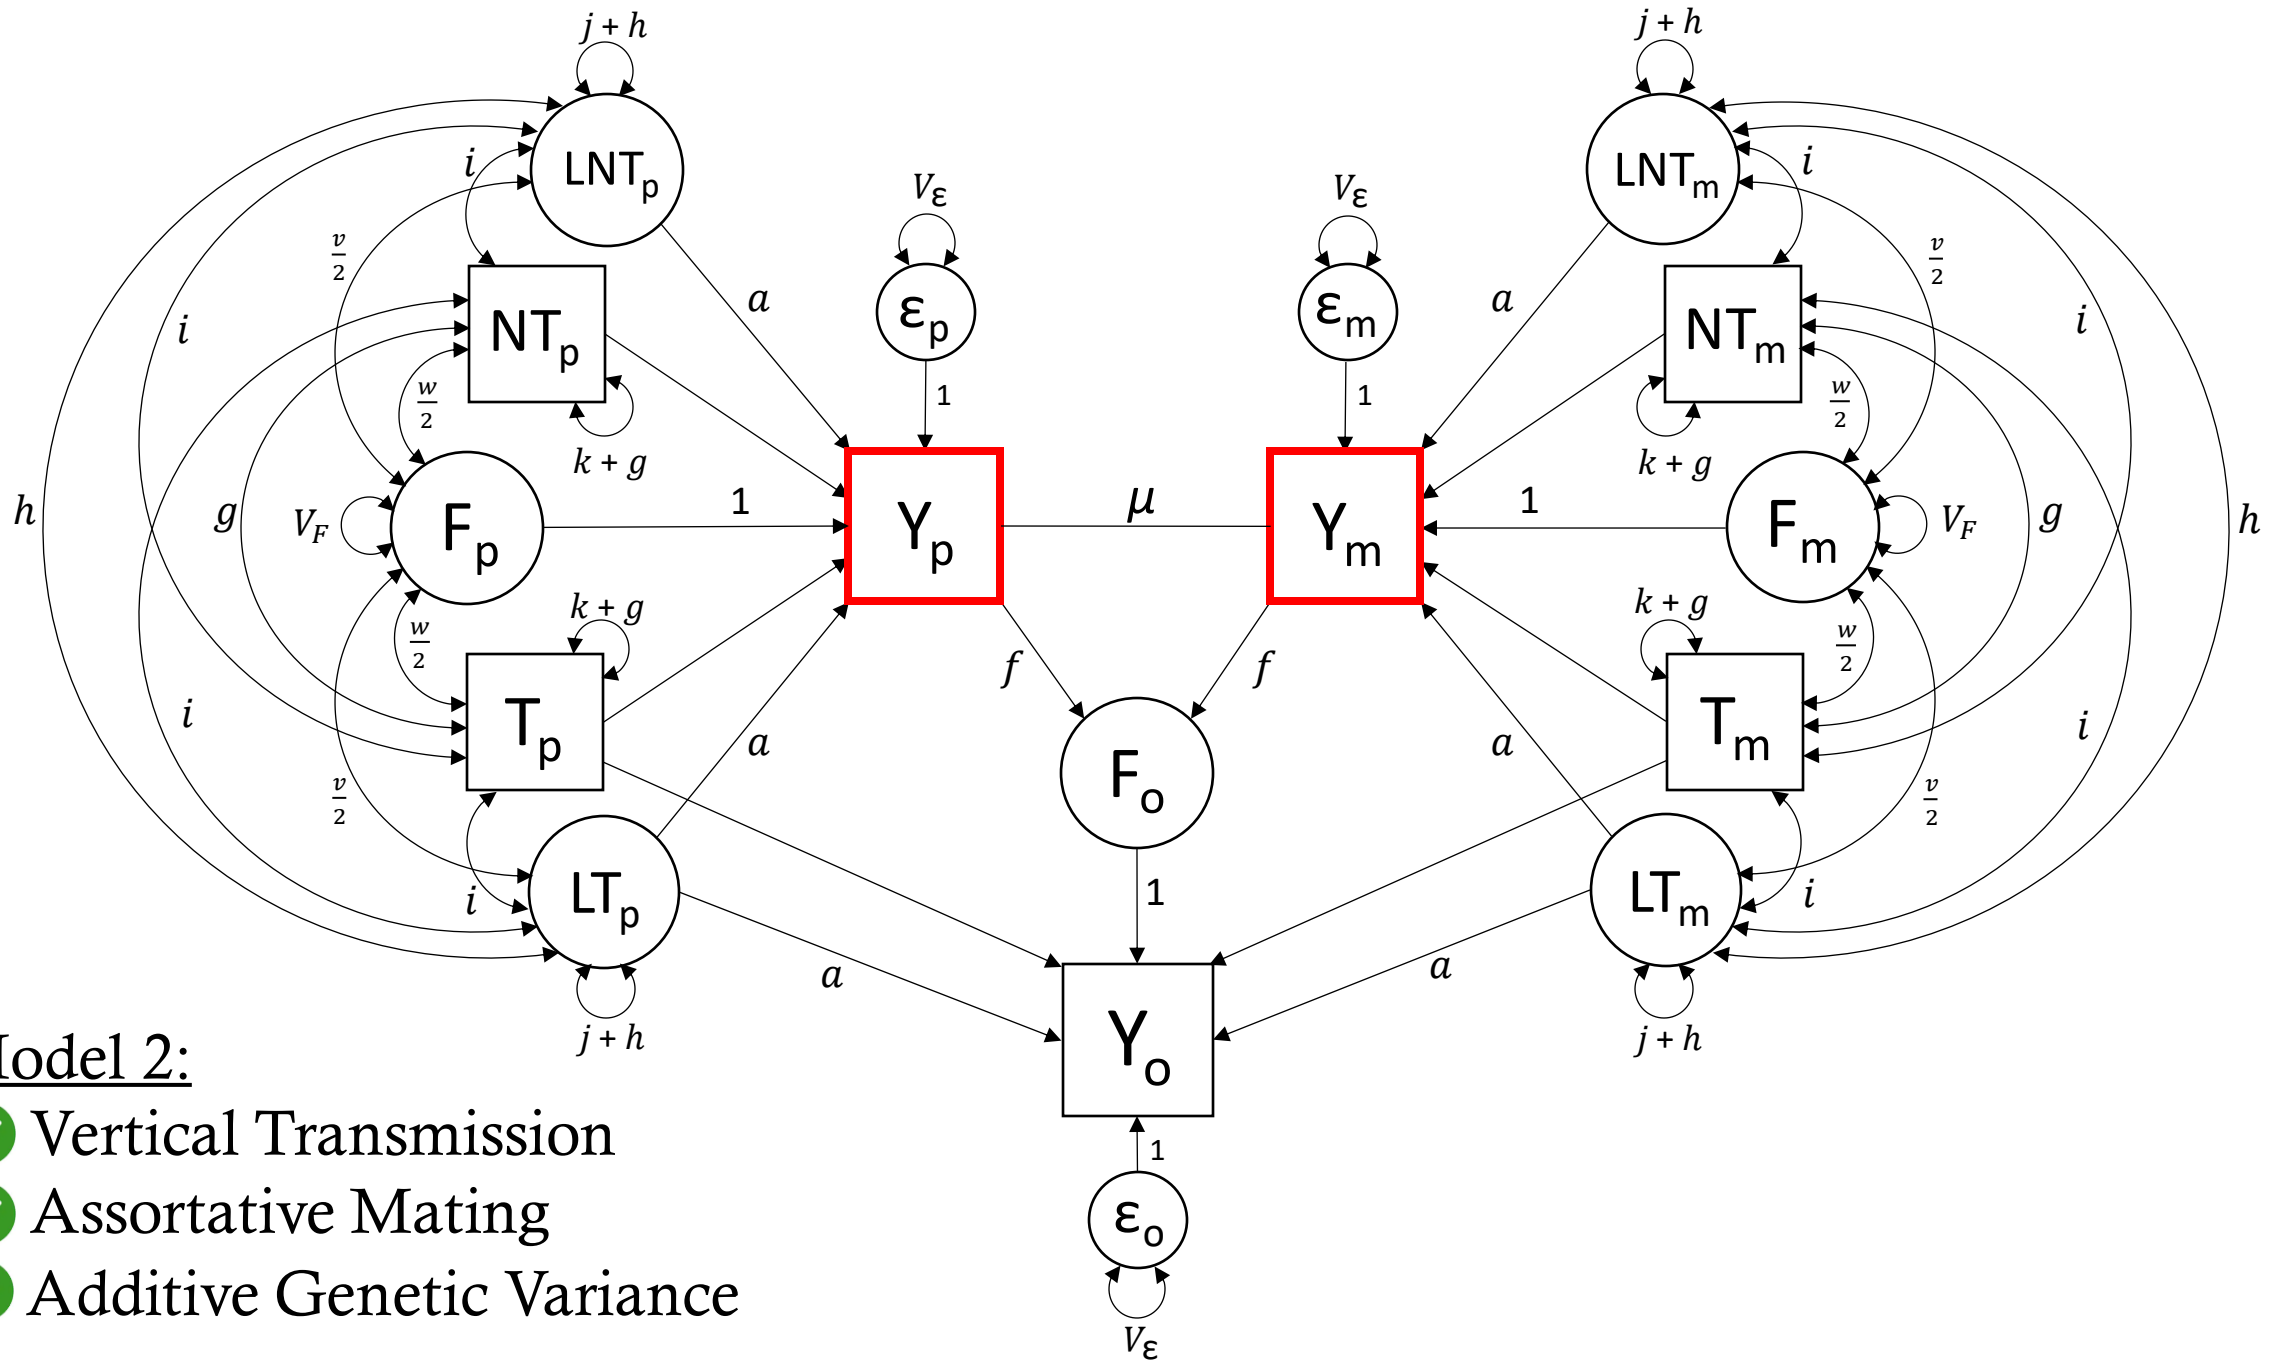 j + h
j + h
LNTp
LNTm
i
i
Vε
Vε
v/2
v/2
a
a
εp
εm
i
i
NTp
NTm
1
1
w/2
w/2
k + g
k + g
h
g
VF
Fp
1
Yp
μ
Ym
1
Fm
VF
g
h
k + g
k + g
w/2
w/2
f
f
i
i
Tp
Tm
a
a
Fo
v/2
v/2
i
i
LTp
LTm
1
a
a
j + h
j + h
Yo
odel 2:
Vertical Transmission
1
Assortative Mating
εo
Additive Genetic Variance
Vε